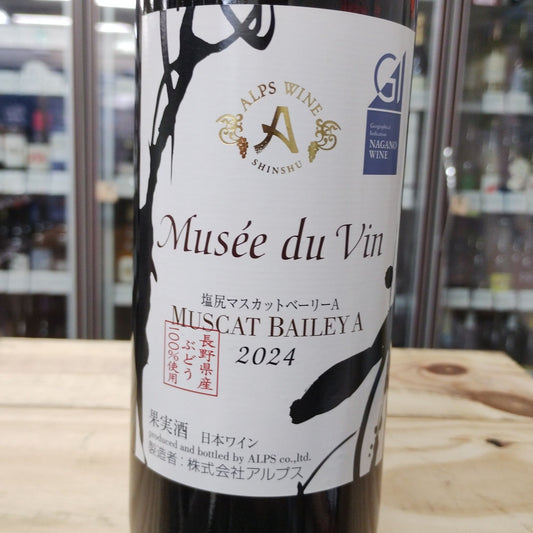 ALPS WINE
A
SHINSHU
GI
Geographical
Indication
NAGANO
WINE
Musée du Vin
塩尻マスカットベーリーA
MUSCAT BAILEY A
2024
長野県産
ぶどう
100%使用
果実酒 日本ワイン
produced and bottled by ALPS co.,ltd.
製造者:株式会社アルプス